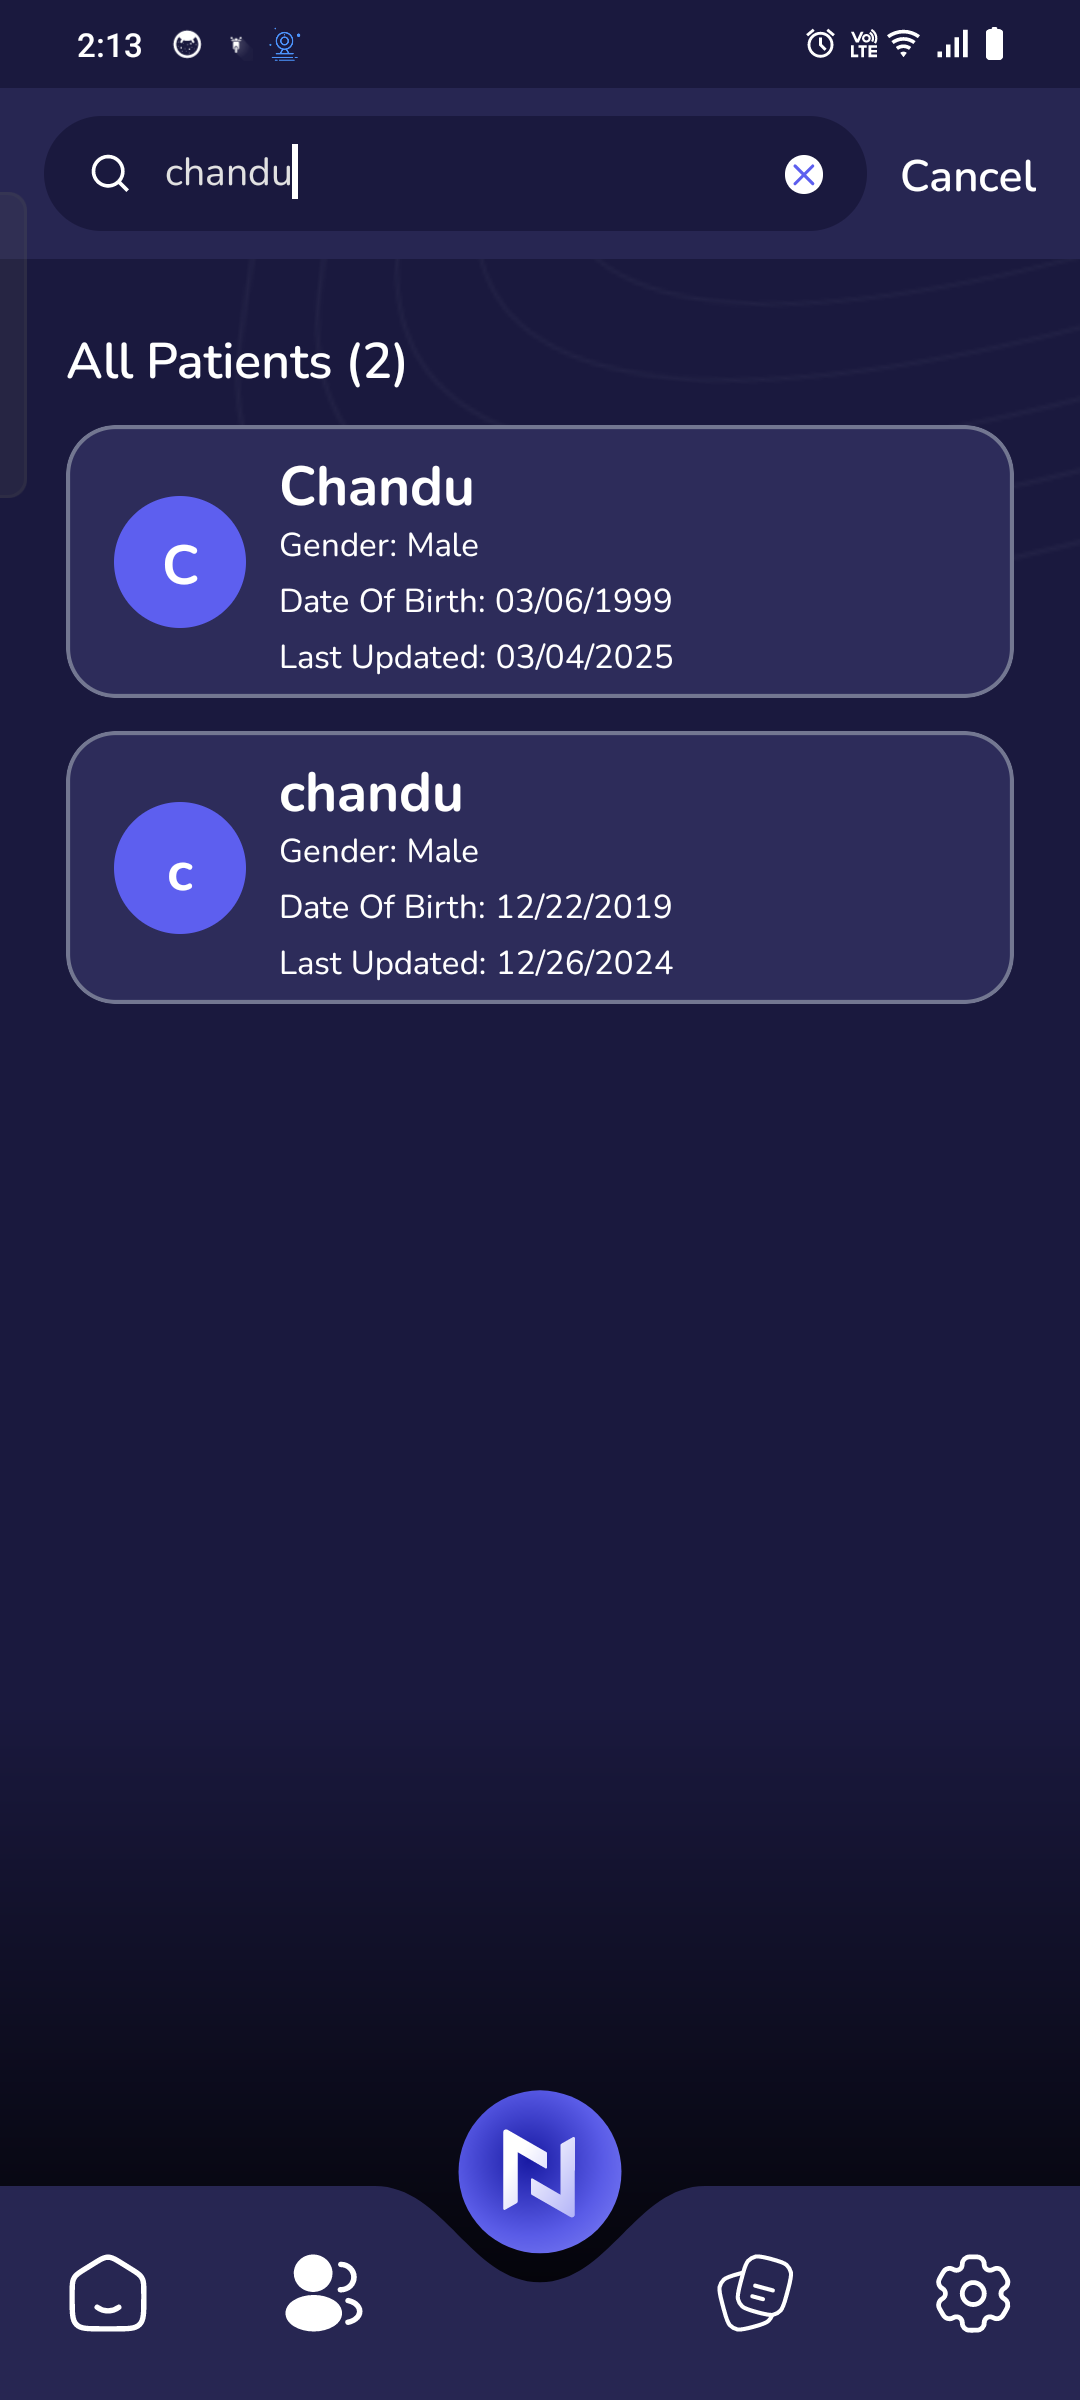 2:13
VoLTE
chandu
Cancel
All Patients (2)
C
Chandu
Gender: Male
Date Of Birth: 03/06/1999
Last Updated: 03/04/2025
c
chandu
Gender: Male
Date Of Birth: 12/22/2019
Last Updated: 12/26/2024
N